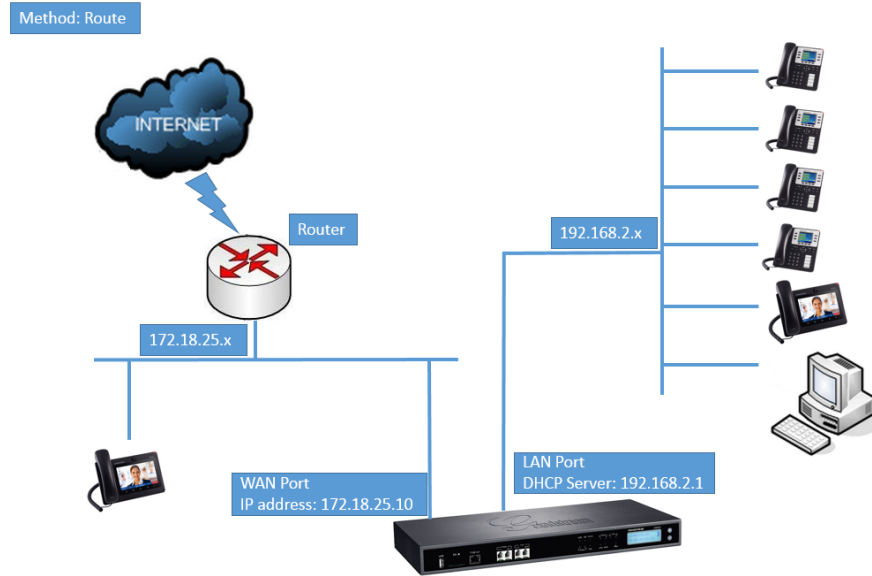 Method: Route
INTERNET
Router
192.168.2.x
172.18.25.x
WAN Port
IP address: 172.18.25.10
LAN Port
DHCP Server: 192.168.2.1